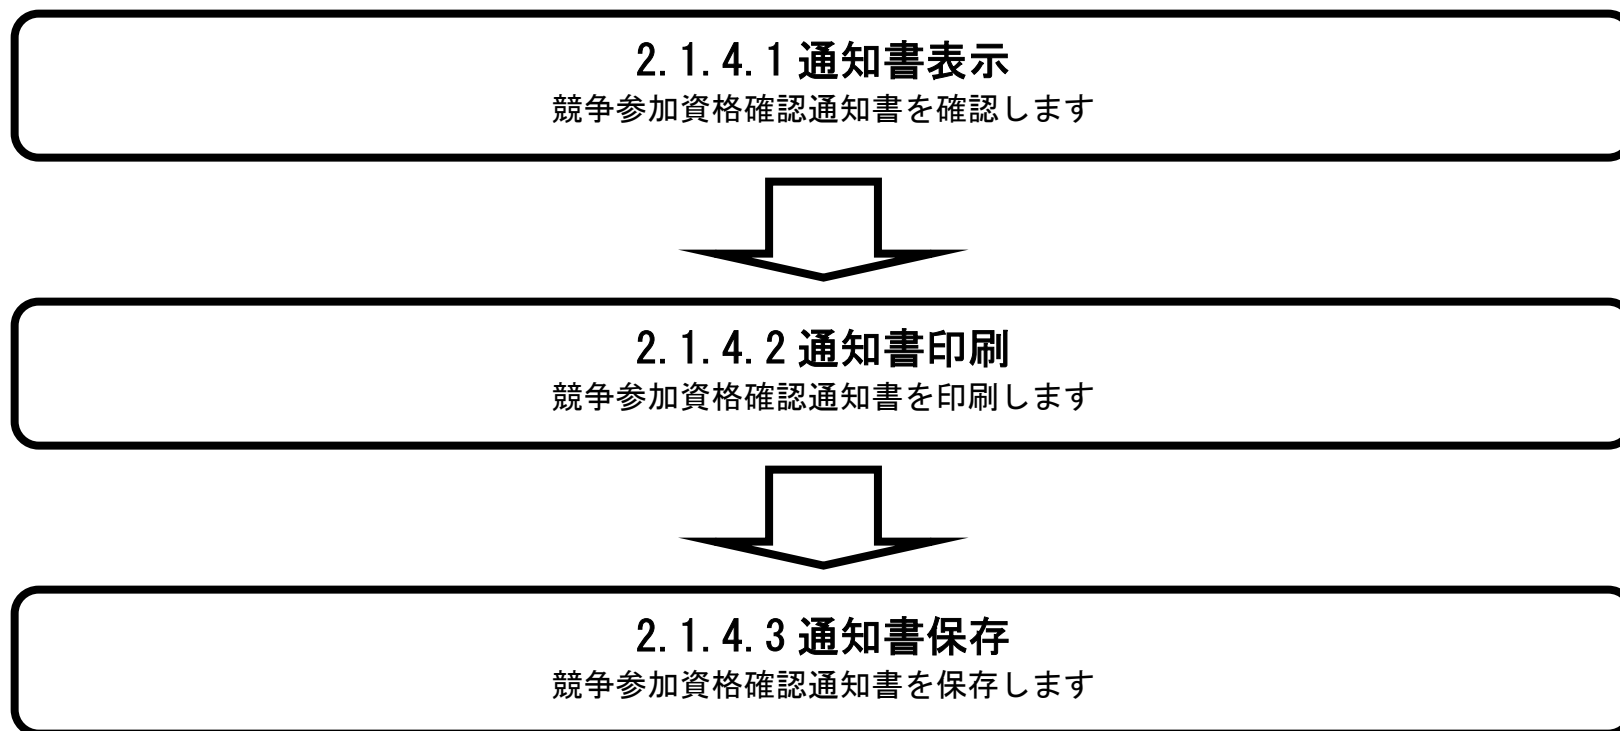 2.1.4.1 通知書表示
競争参加資格確認通知書を確認します
2.1.4.2 通知書印刷
競争参加資格確認通知書を印刷します
2.1.4.3 通知書保存
競争参加資格確認通知書を保存します